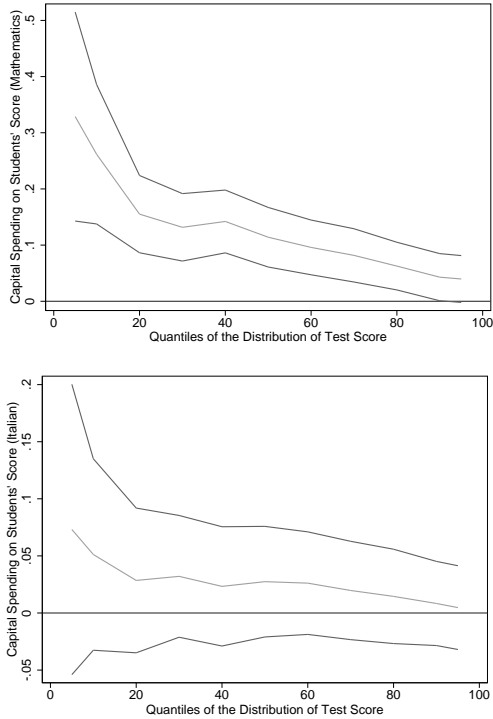 Capital Spending on Students' Score (Mathematics)
.5
.4
.3
.2
.1
0
0 20 40 60 80 100
Quantiles of the Distribution of Test Score
Capital Spending on Students' Score (Italian)
.2
.15
.1
.05
0
-.05
0 20 40 60 80 100
Quantiles of the Distribution of Test Score